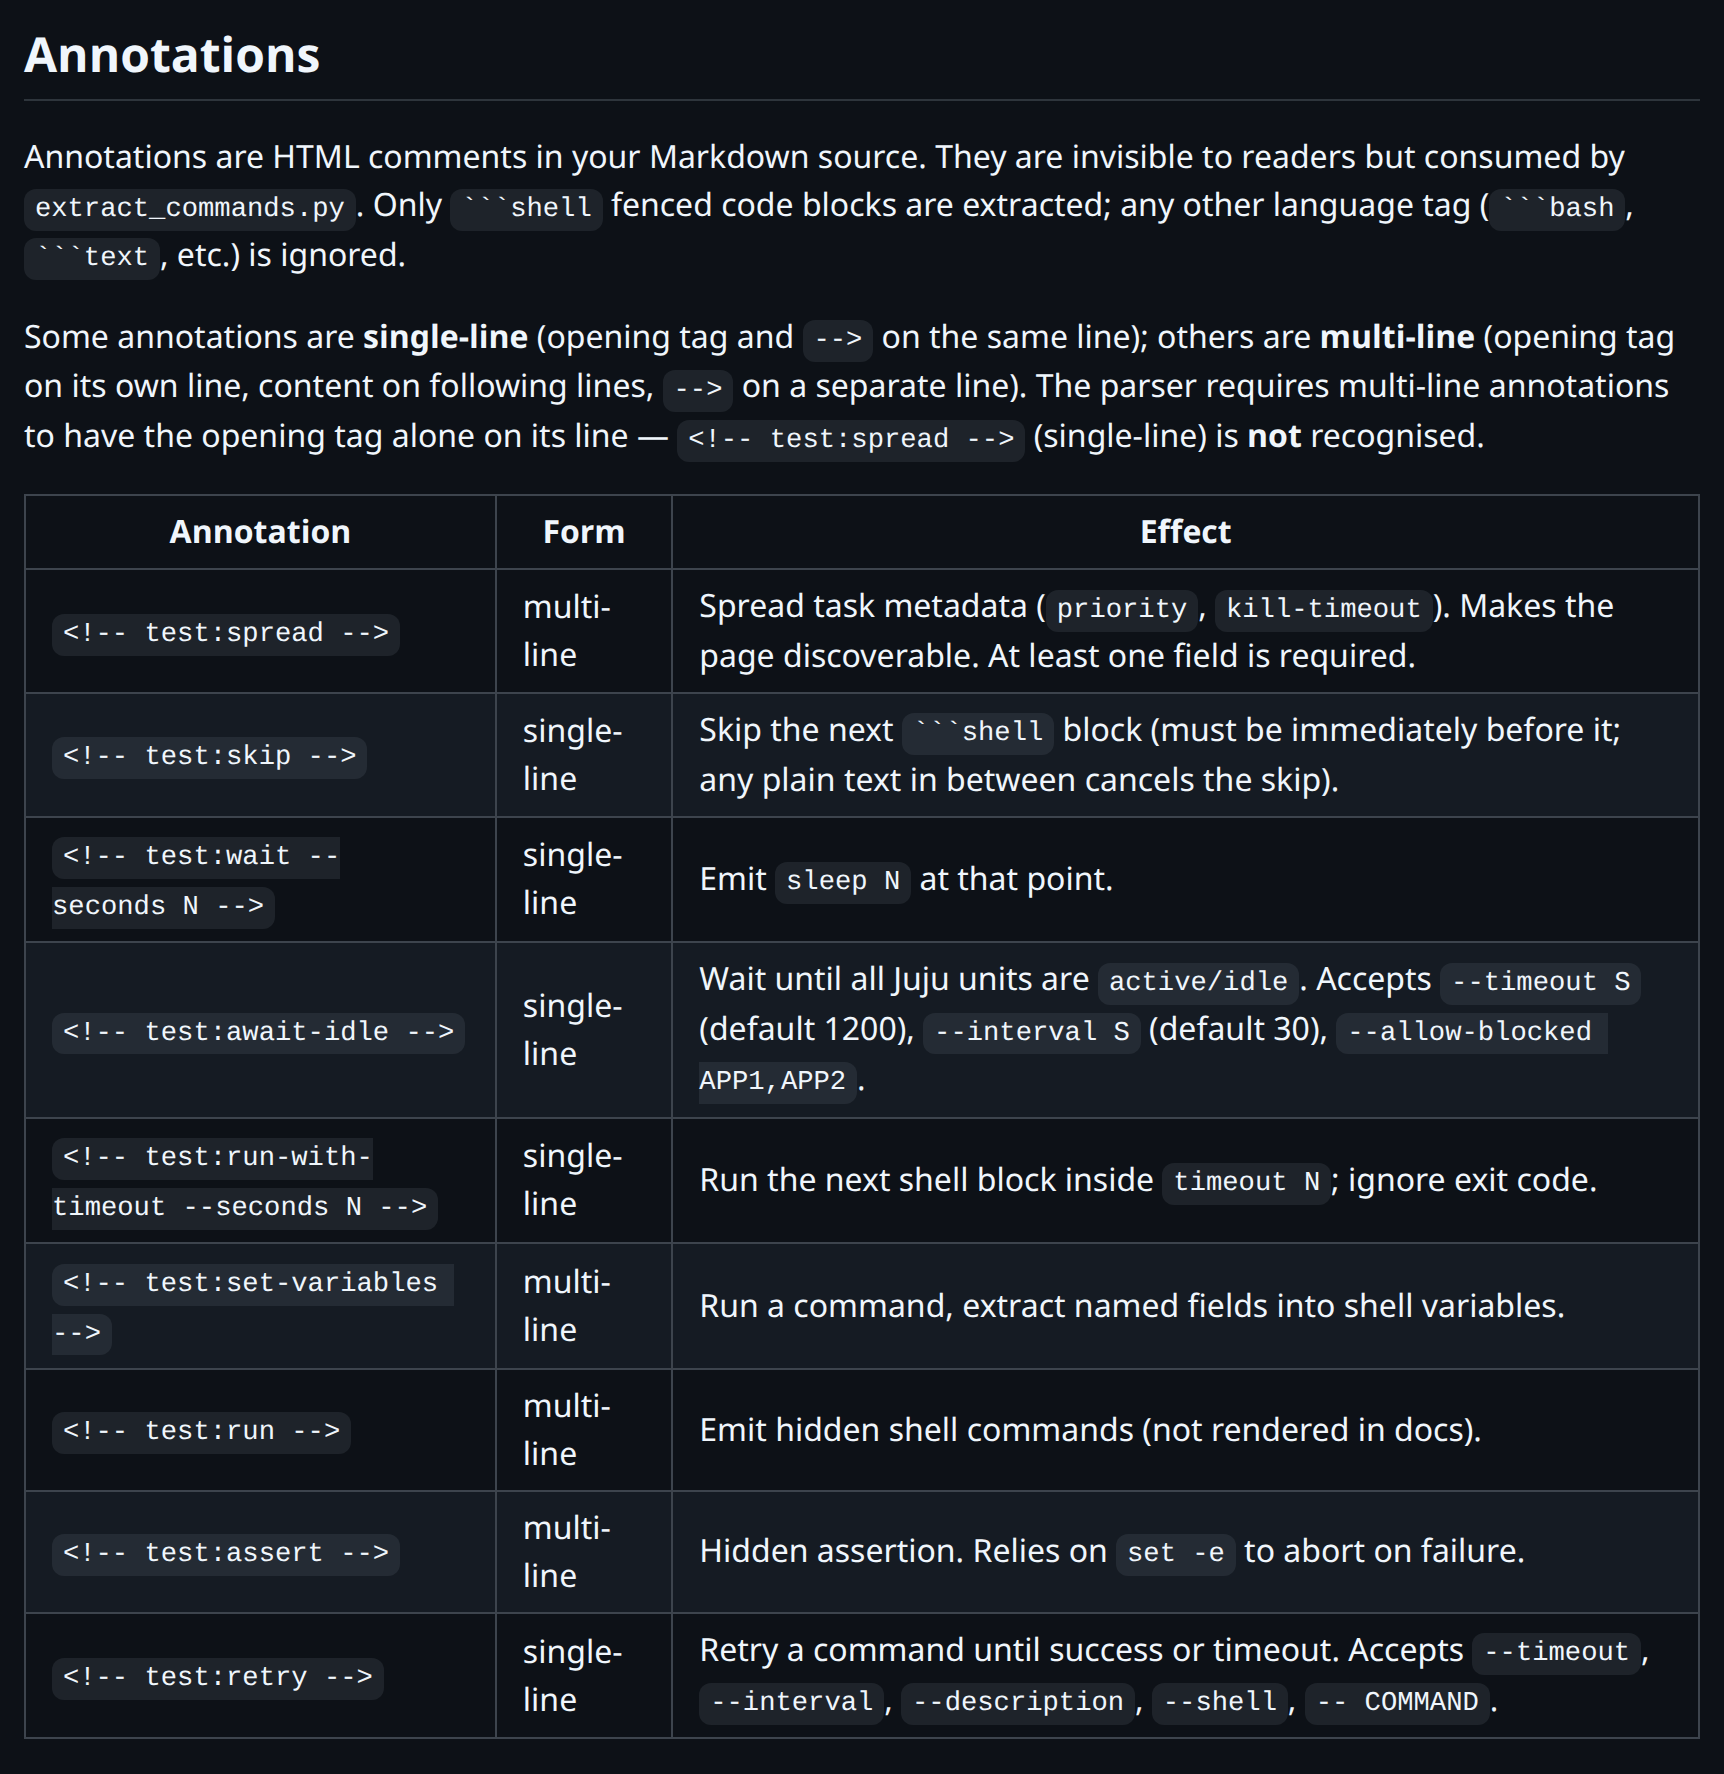 Annotations
Annotations are HTML comments in your Markdown source. They are invisible to readers but consumed by
extract_commands.py. Only ```shell fenced code blocks are extracted; any other language tag (```bash,
```text, etc.) is ignored.
Some annotations are single-line (opening tag and --> on the same line); others are multi-line (opening tag
on its own line, content on following lines, --> on a separate line). The parser requires multi-line annotations
to have the opening tag alone on its line — <!-- test:spread --> (single-line) is not recognised.
Annotation Form Effect
<!-- test:spread -->
multi-
line
Spread task metadata (priority, kill-timeout). Makes the
page discoverable. At least one field is required.
<!-- test:skip -->
single-
line
Skip the next ```shell block (must be immediately before it;
any plain text in between cancels the skip).
<!-- test:wait --
seconds N -->
single-
line
Emit sleep N at that point.
<!-- test:await-idle -->
single-
line
Wait until all Juju units are active/idle. Accepts --timeout S
(default 1200), --interval S (default 30), --allow-blocked
APP1,APP2.
<!-- test:run-with-
timeout --seconds N -->
single-
line
Run the next shell block inside timeout N; ignore exit code.
<!-- test:set-variables
-->
multi-
line
Run a command, extract named fields into shell variables.
<!-- test:run -->
multi-
line
Emit hidden shell commands (not rendered in docs).
<!-- test:assert -->
multi-
line
Hidden assertion. Relies on set -e to abort on failure.
<!-- test:retry -->
single-
line
Retry a command until success or timeout. Accepts --timeout,
--interval, --description, --shell, -- COMMAND.